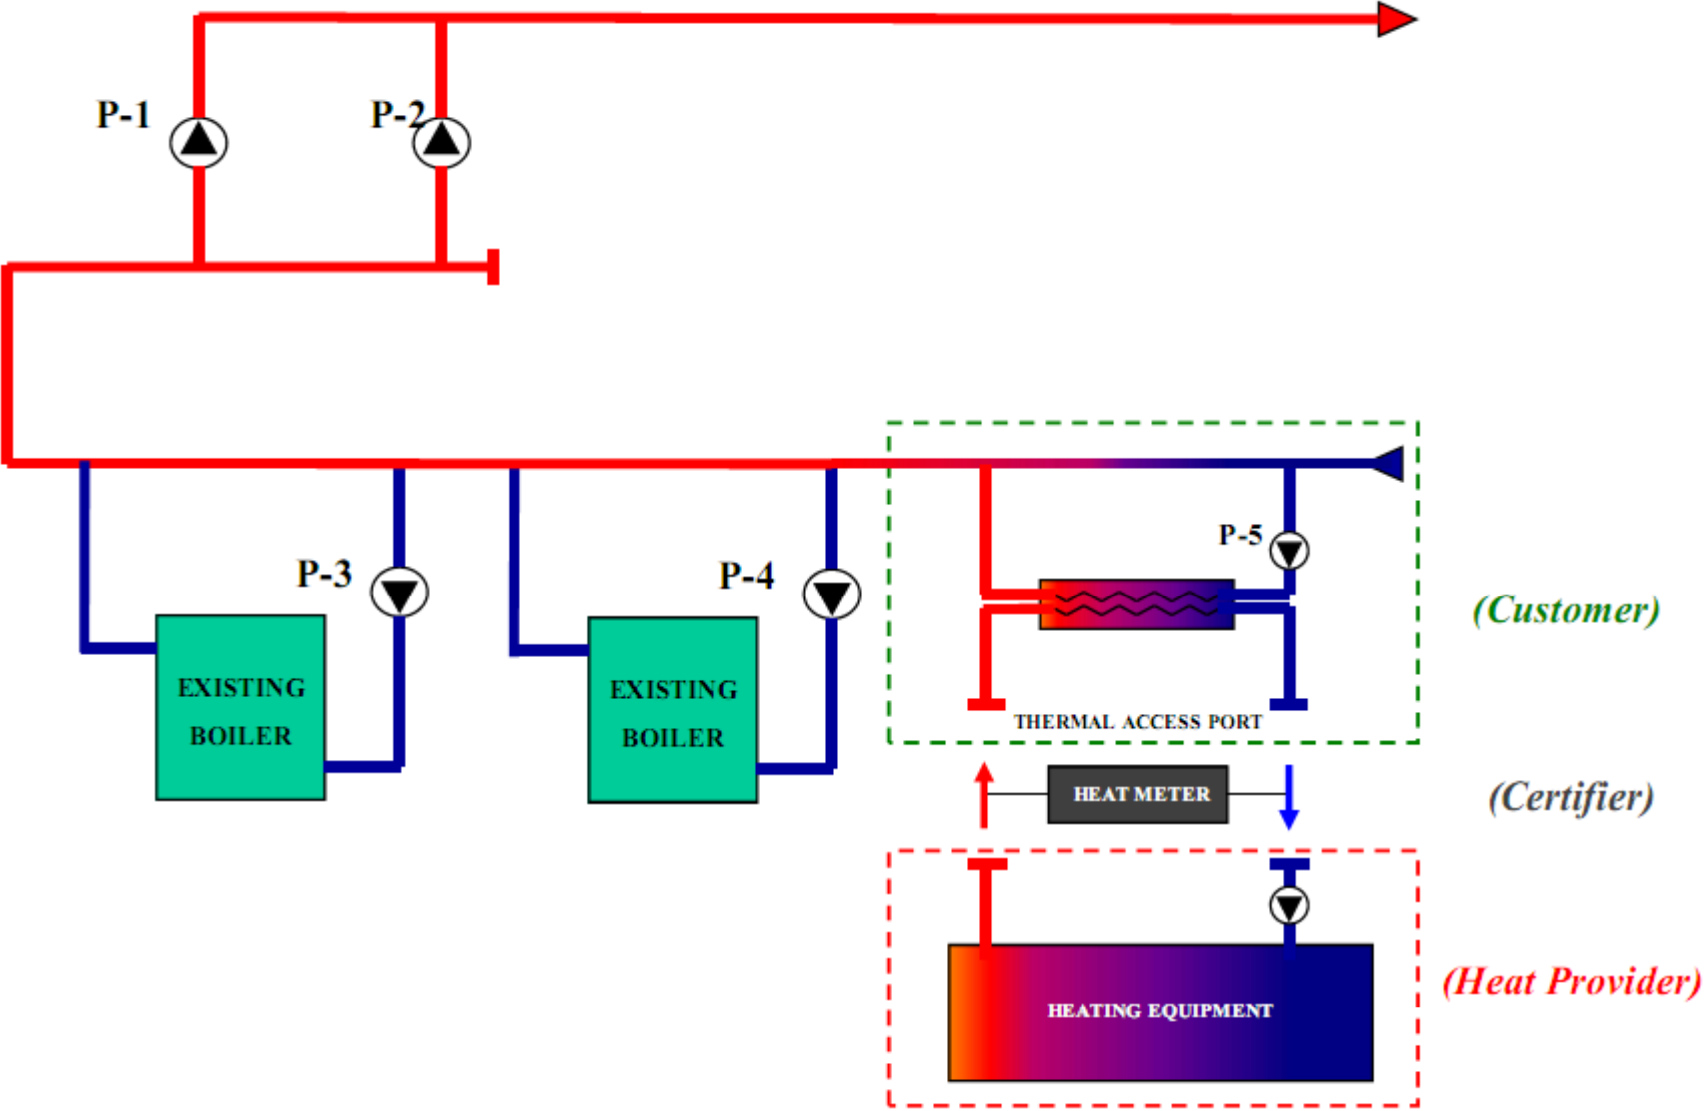 P-1
P-2
P-3
P-4
P-5
EXISTING
BOILER
EXISTING
BOILER
(Customer)
THERMAL ACCESS PORT
HEAT METER
(Certifier)
(Heat Provider)
HEATING EQUIPMENT